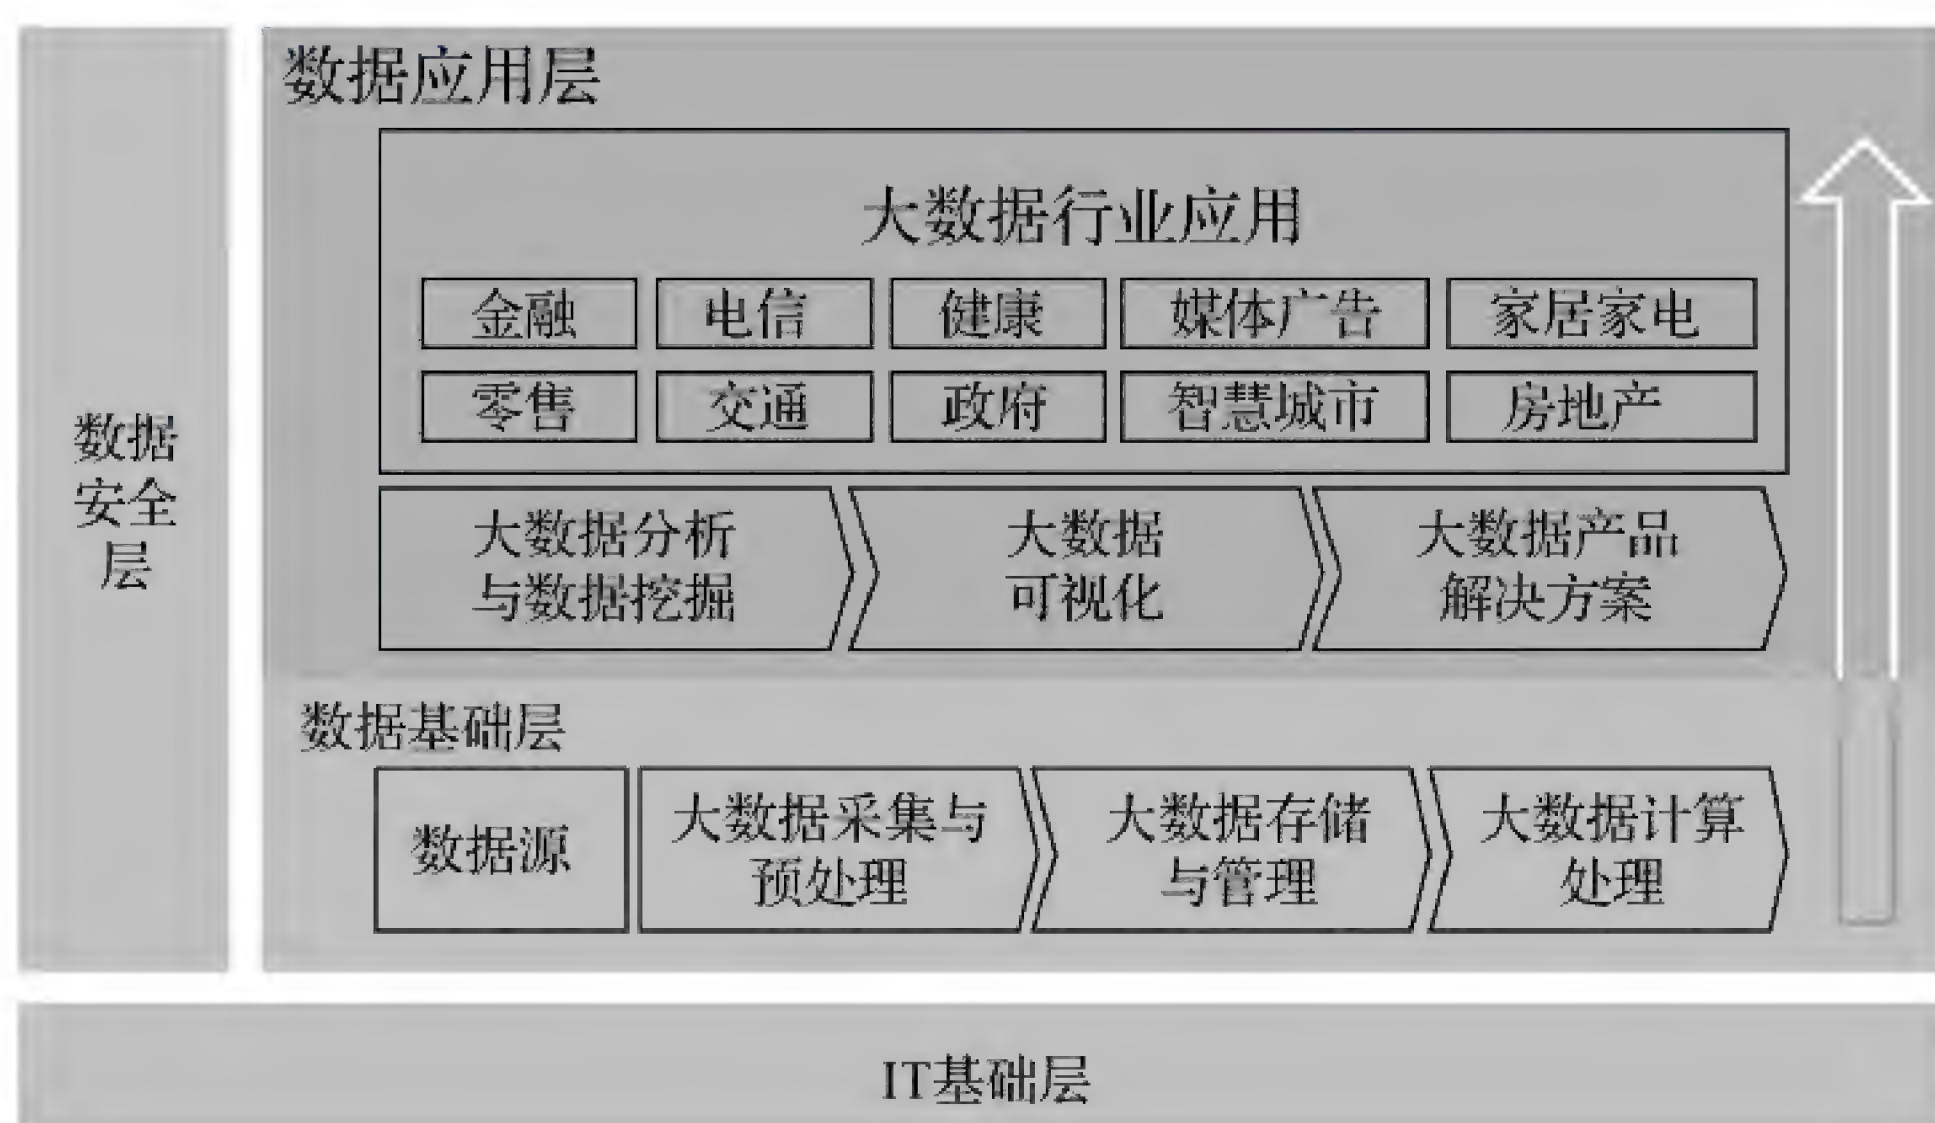 数据应用层
大数据行业应用
金融 电信 健康 媒体广告 家居家电
零售 交通 政府 智慧城市 房地产
大数据分析
与数据挖掘
大数据
可视化
大数据产品
解决方案
数据
安全
层
数据基础层
数据源
大数据采集与
预处理
大数据存储
与管理
大数据计算
处理
IT基础层